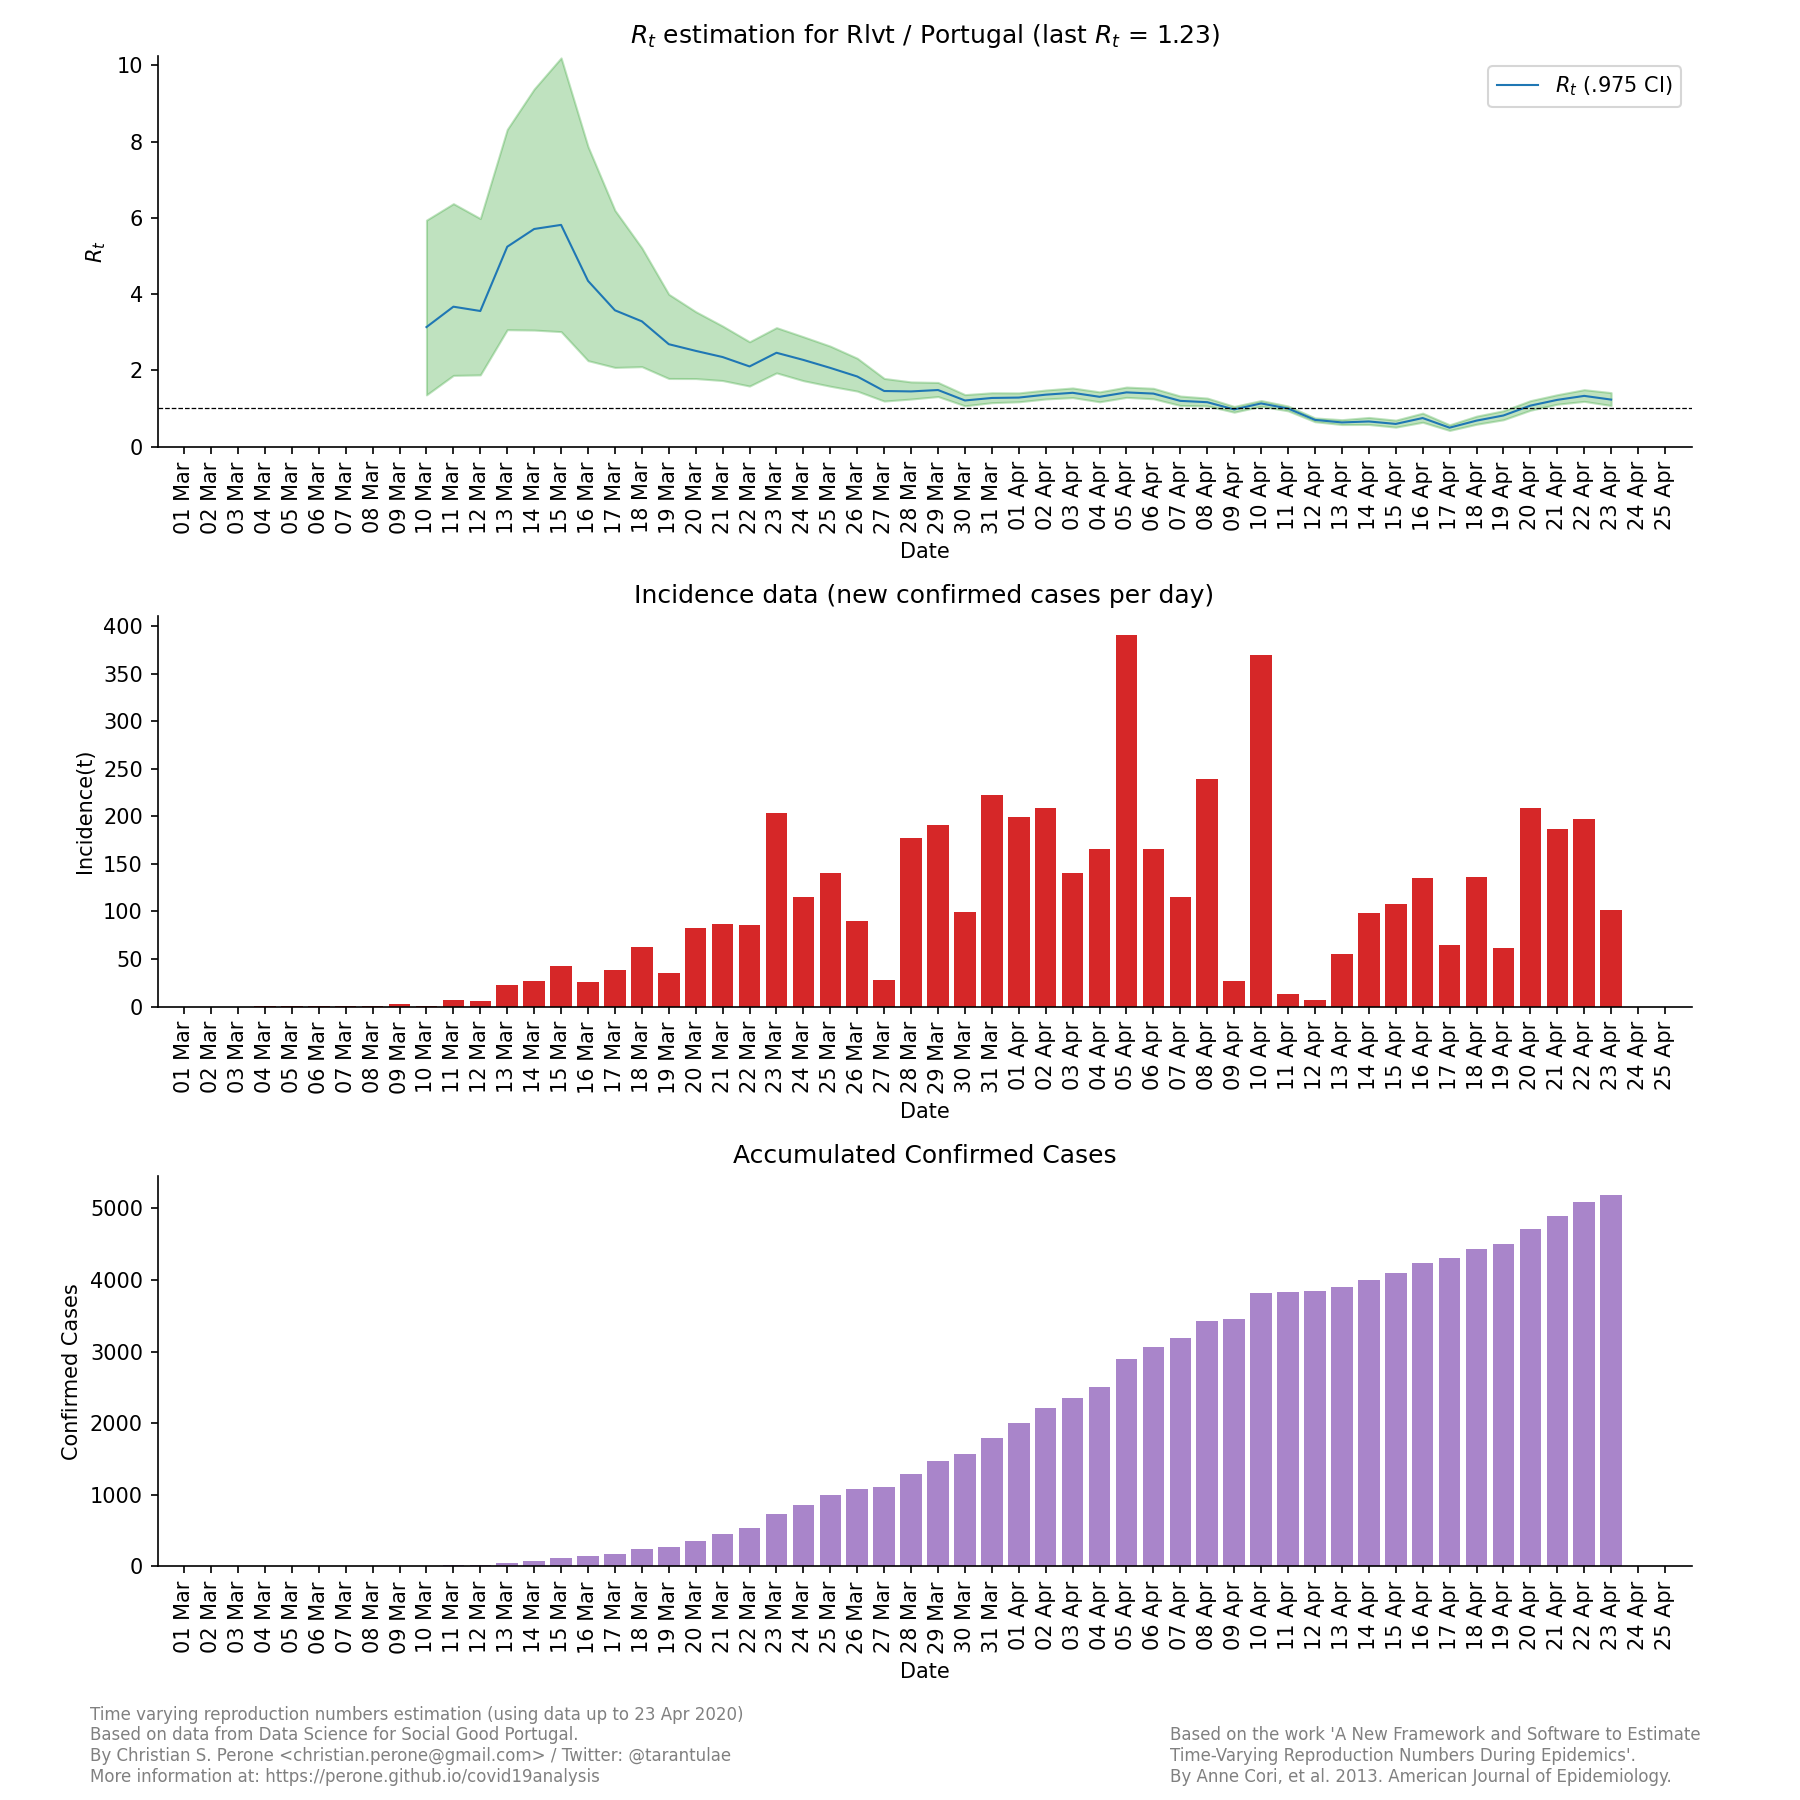 R_t estimation for Rlvt / Portugal (last R_t = 1.23)
R_t (.975 CI)
R_t
10
8
6
4
2
0
01 Mar 02 Mar 03 Mar 04 Mar 05 Mar 06 Mar 07 Mar 08 Mar 09 Mar 10 Mar 11 Mar 12 Mar 13 Mar 14 Mar 15 Mar 16 Mar 17 Mar 18 Mar 19 Mar 20 Mar 21 Mar 22 Mar 23 Mar 24 Mar 25 Mar 26 Mar 27 Mar 28 Mar 29 Mar 30 Mar 31 Mar 01 Apr 02 Apr 03 Apr 04 Apr 05 Apr 06 Apr 07 Apr 08 Apr 09 Apr 10 Apr 11 Apr 12 Apr 13 Apr 14 Apr 15 Apr 16 Apr 17 Apr 18 Apr 19 Apr 20 Apr 21 Apr 22 Apr 23 Apr 24 Apr 25 Apr
Date
Incidence data (new confirmed cases per day)
Incidence(t)
400
350
300
250
200
150
100
50
0
01 Mar 02 Mar 03 Mar 04 Mar 05 Mar 06 Mar 07 Mar 08 Mar 09 Mar 10 Mar 11 Mar 12 Mar 13 Mar 14 Mar 15 Mar 16 Mar 17 Mar 18 Mar 19 Mar 20 Mar 21 Mar 22 Mar 23 Mar 24 Mar 25 Mar 26 Mar 27 Mar 28 Mar 29 Mar 30 Mar 31 Mar 01 Apr 02 Apr 03 Apr 04 Apr 05 Apr 06 Apr 07 Apr 08 Apr 09 Apr 10 Apr 11 Apr 12 Apr 13 Apr 14 Apr 15 Apr 16 Apr 17 Apr 18 Apr 19 Apr 20 Apr 21 Apr 22 Apr 23 Apr 24 Apr 25 Apr
Date
Accumulated Confirmed Cases
Confirmed Cases
5000
4000
3000
2000
1000
0
01 Mar 02 Mar 03 Mar 04 Mar 05 Mar 06 Mar 07 Mar 08 Mar 09 Mar 10 Mar 11 Mar 12 Mar 13 Mar 14 Mar 15 Mar 16 Mar 17 Mar 18 Mar 19 Mar 20 Mar 21 Mar 22 Mar 23 Mar 24 Mar 25 Mar 26 Mar 27 Mar 28 Mar 29 Mar 30 Mar 31 Mar 01 Apr 02 Apr 03 Apr 04 Apr 05 Apr 06 Apr 07 Apr 08 Apr 09 Apr 10 Apr 11 Apr 12 Apr 13 Apr 14 Apr 15 Apr 16 Apr 17 Apr 18 Apr 19 Apr 20 Apr 21 Apr 22 Apr 23 Apr 24 Apr 25 Apr
Date
Time varying reproduction numbers estimation (using data up to 23 Apr 2020)
Based on data from Data Science for Social Good Portugal.
By Christian S. Perone <christian.perone@gmail.com> / Twitter: @tarantulae
More information at: https://perone.github.io/covid19analysis
Based on the work 'A New Framework and Software to Estimate
Time-Varying Reproduction Numbers During Epidemics'.
By Anne Cori, et al. 2013. American Journal of Epidemiology.